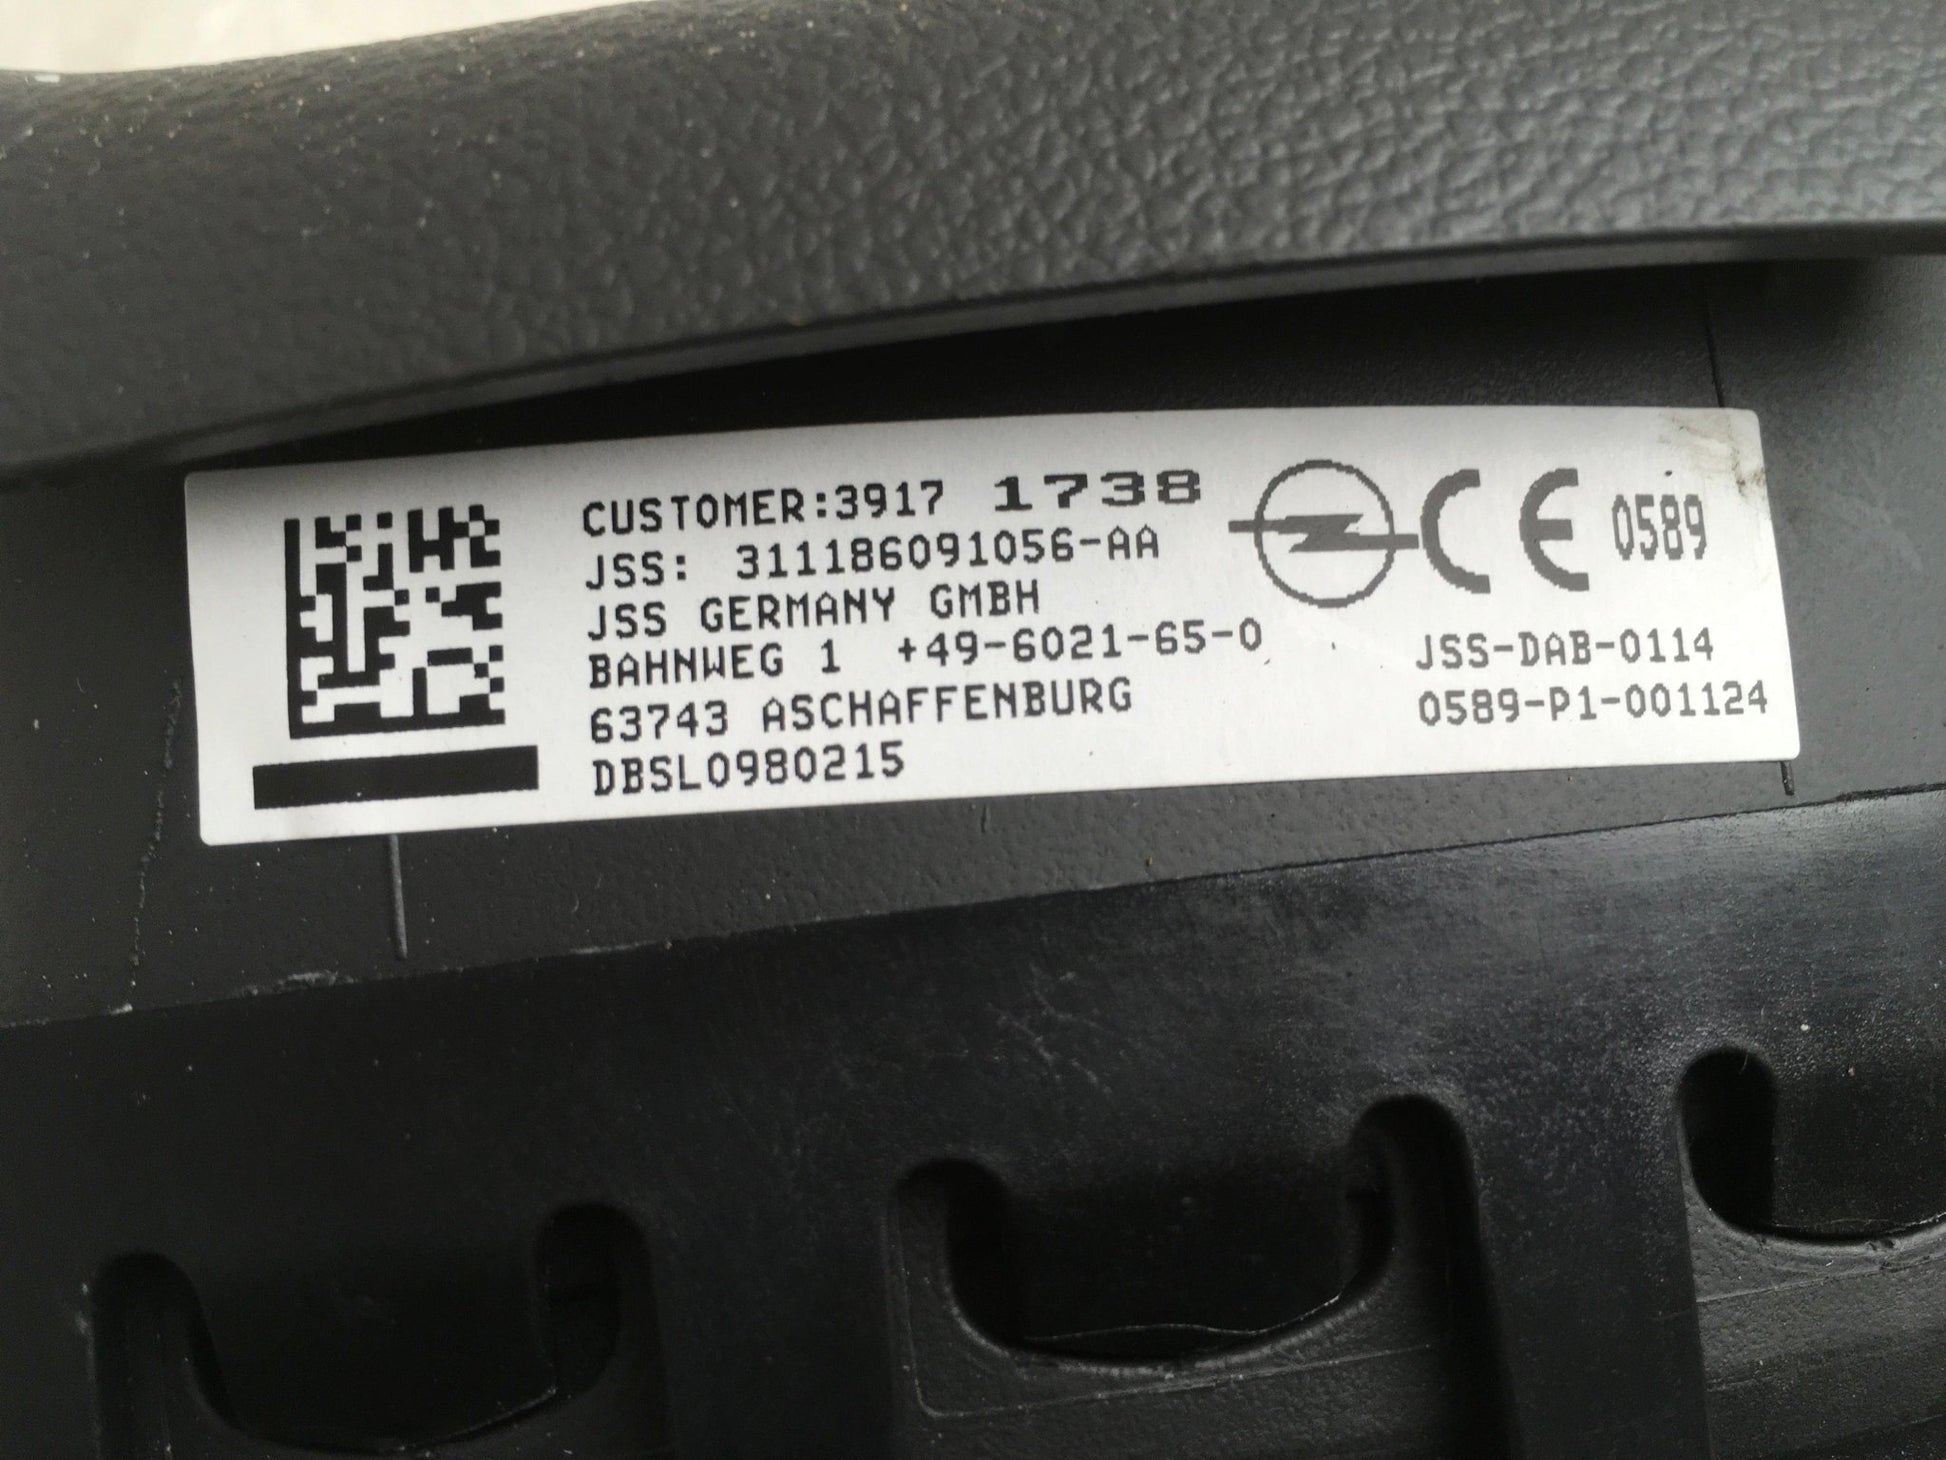 CUSTOMER:3917 1738
JSS: 311186091056-AA
JSS GERMANY GMBH
BAHNWEG 1 +49-6021-65-0
63743 ASCHAFFENBURG
DBSL0980215
CE 0589
JSS-DAB-0114
0589-P1-001124